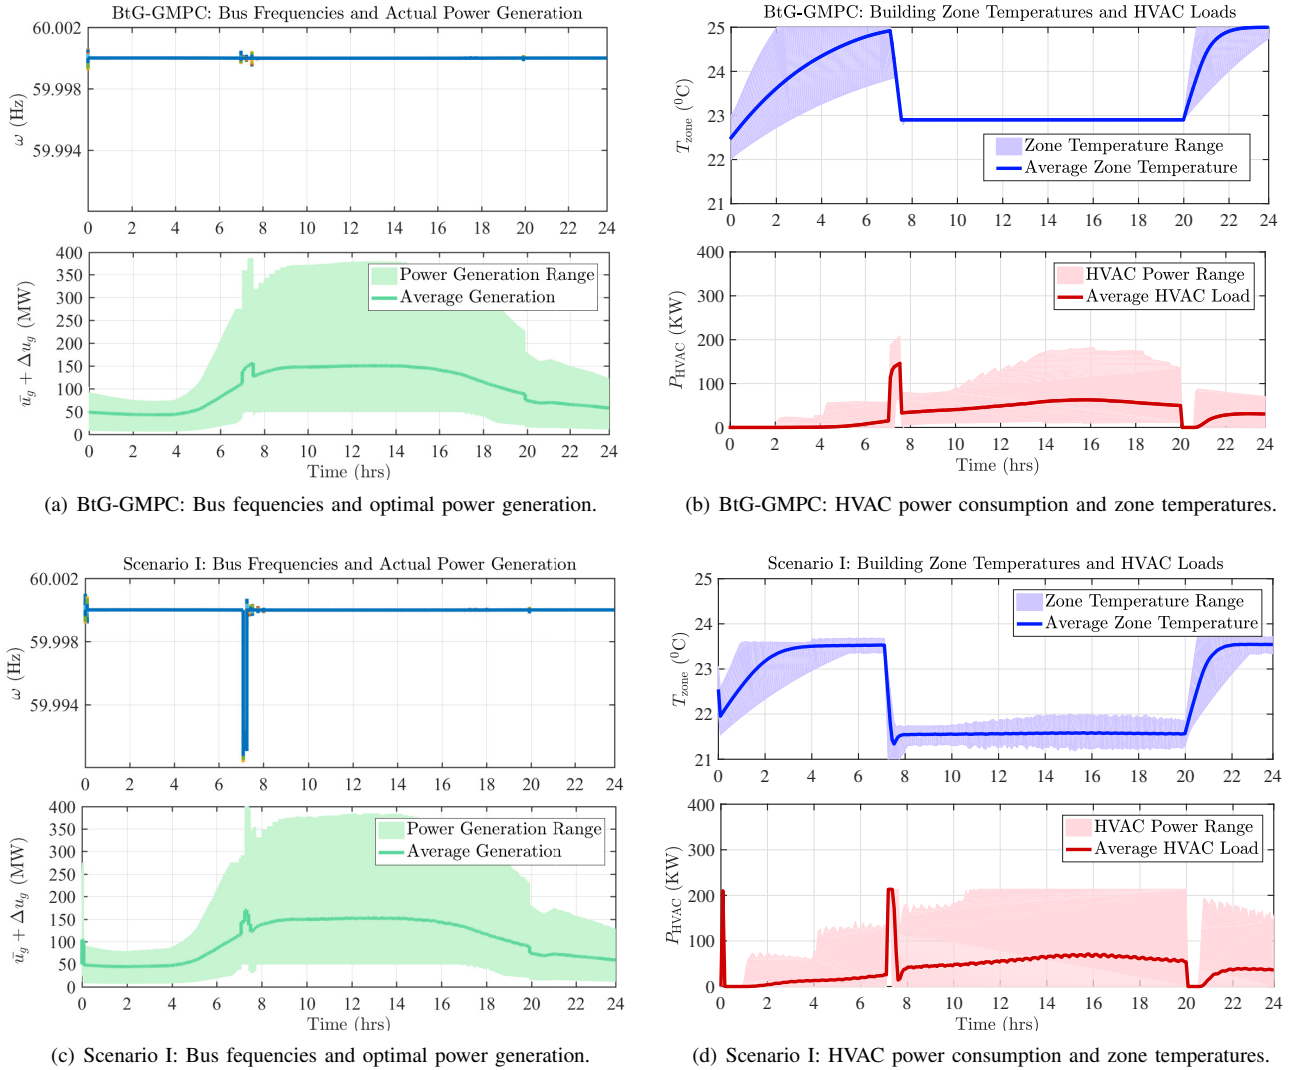 BtG-GMPC: Bus Frequencies and Actual Power Generation
60.002
59.998
59.994
ω (Hz)
0 2 4 6 8 10 12 14 16 18 20 22 24
400
350
300
250
200
150
100
50
0
ū_g + Δu_g (MW)
Power Generation Range
Average Generation
0 2 4 6 8 10 12 14 16 18 20 22 24
Time (hrs)
(a) BtG-GMPC: Bus fequencies and optimal power generation.
BtG-GMPC: Building Zone Temperatures and HVAC Loads
25
24
23
22
21
T_zone (⁰C)
Zone Temperature Range
Average Zone Temperature
0 2 4 6 8 10 12 14 16 18 20 22 24
400
300
200
100
0
P_HVAC (KW)
HVAC Power Range
Average HVAC Load
0 2 4 6 8 10 12 14 16 18 20 22 24
Time (hrs)
(b) BtG-GMPC: HVAC power consumption and zone temperatures.
Scenario I: Bus Frequencies and Actual Power Generation
60.002
59.998
59.994
ω (Hz)
0 2 4 6 8 10 12 14 16 18 20 22 24
400
350
300
250
200
150
100
50
0
ū_g + Δu_g (MW)
Power Generation Range
Average Generation
0 2 4 6 8 10 12 14 16 18 20 22 24
Time (hrs)
(c) Scenario I: Bus fequencies and optimal power generation.
Scenario I: Building Zone Temperatures and HVAC Loads
25
24
23
22
21
T_zone (⁰C)
Zone Temperature Range
Average Zone Temperature
0 2 4 6 8 10 12 14 16 18 20 22 24
400
300
200
100
0
P_HVAC (KW)
HVAC Power Range
Average HVAC Load
0 2 4 6 8 10 12 14 16 18 20 22 24
Time (hrs)
(d) Scenario I: HVAC power consumption and zone temperatures.